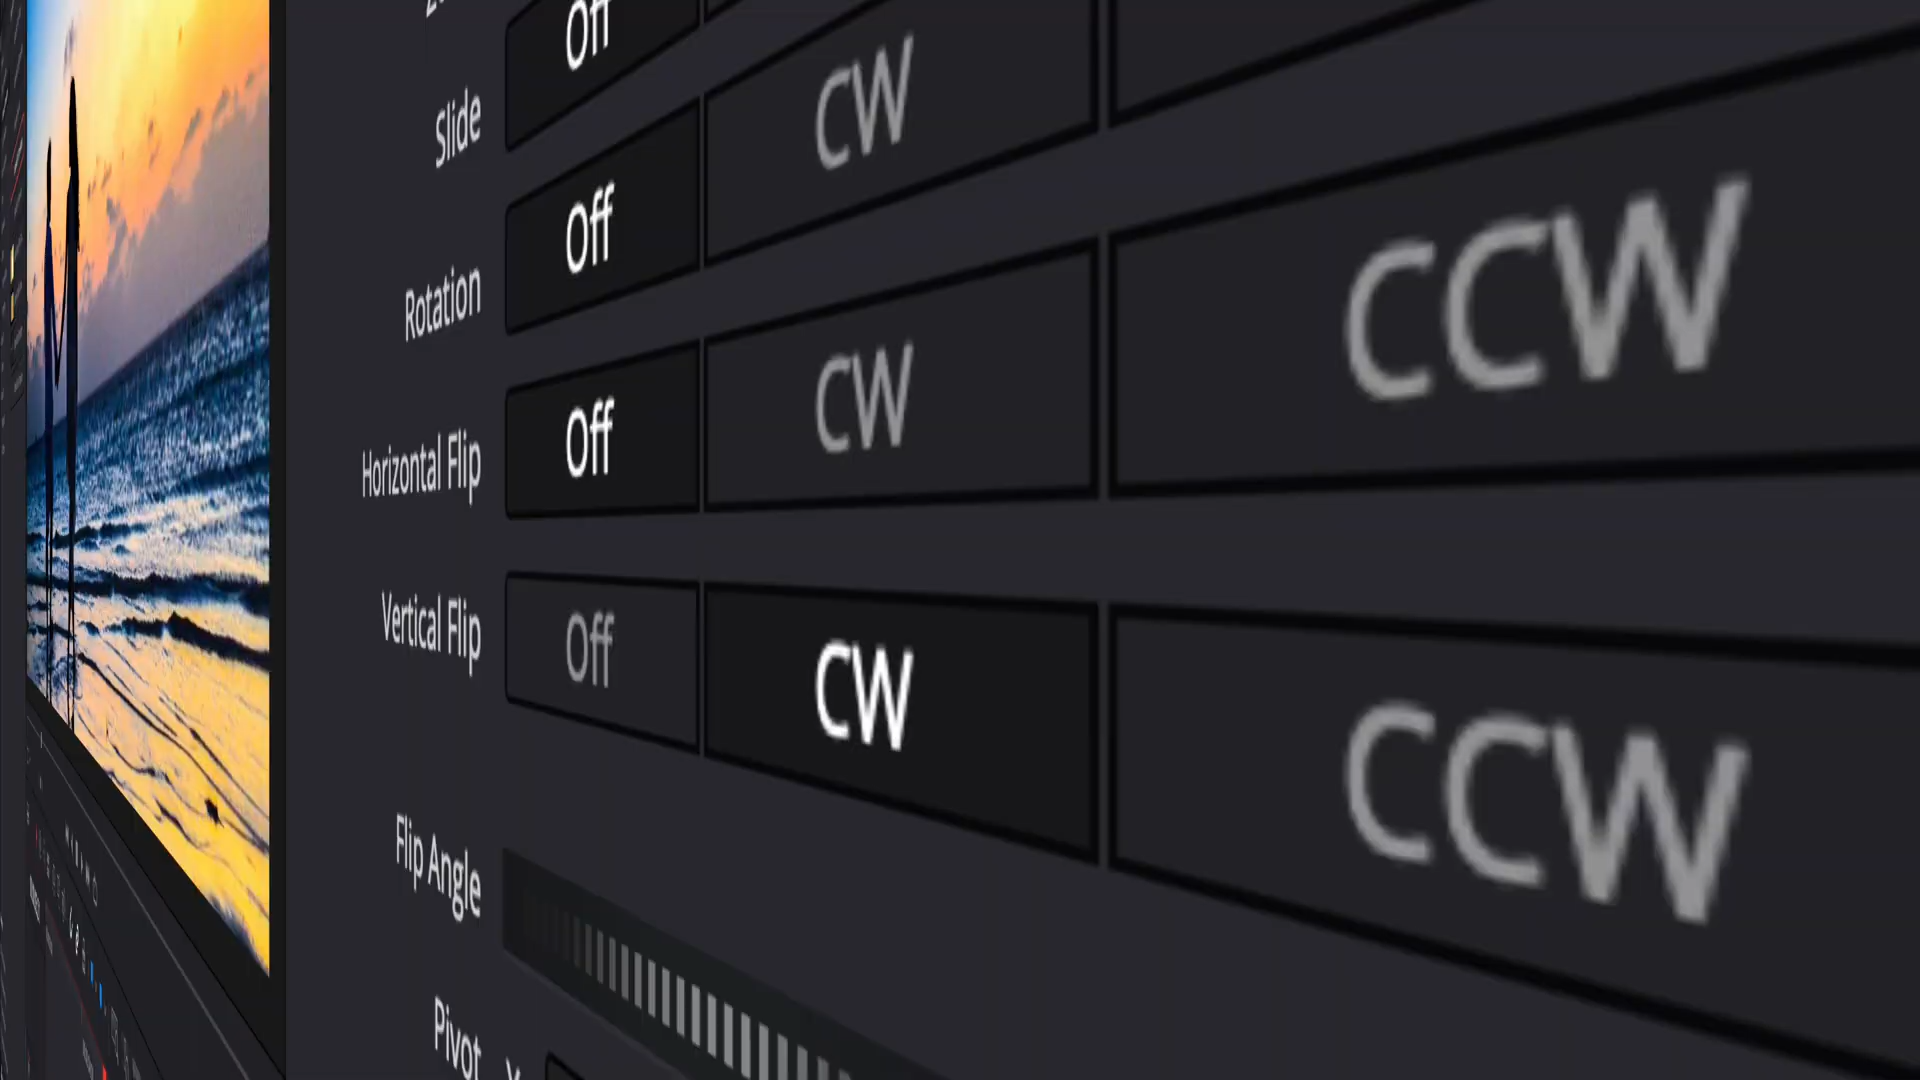 Off
Slide Off CW
Rotation Off CW CCW
Horizontal Flip Off CW CCW
Vertical Flip
Flip Angle
Pivot